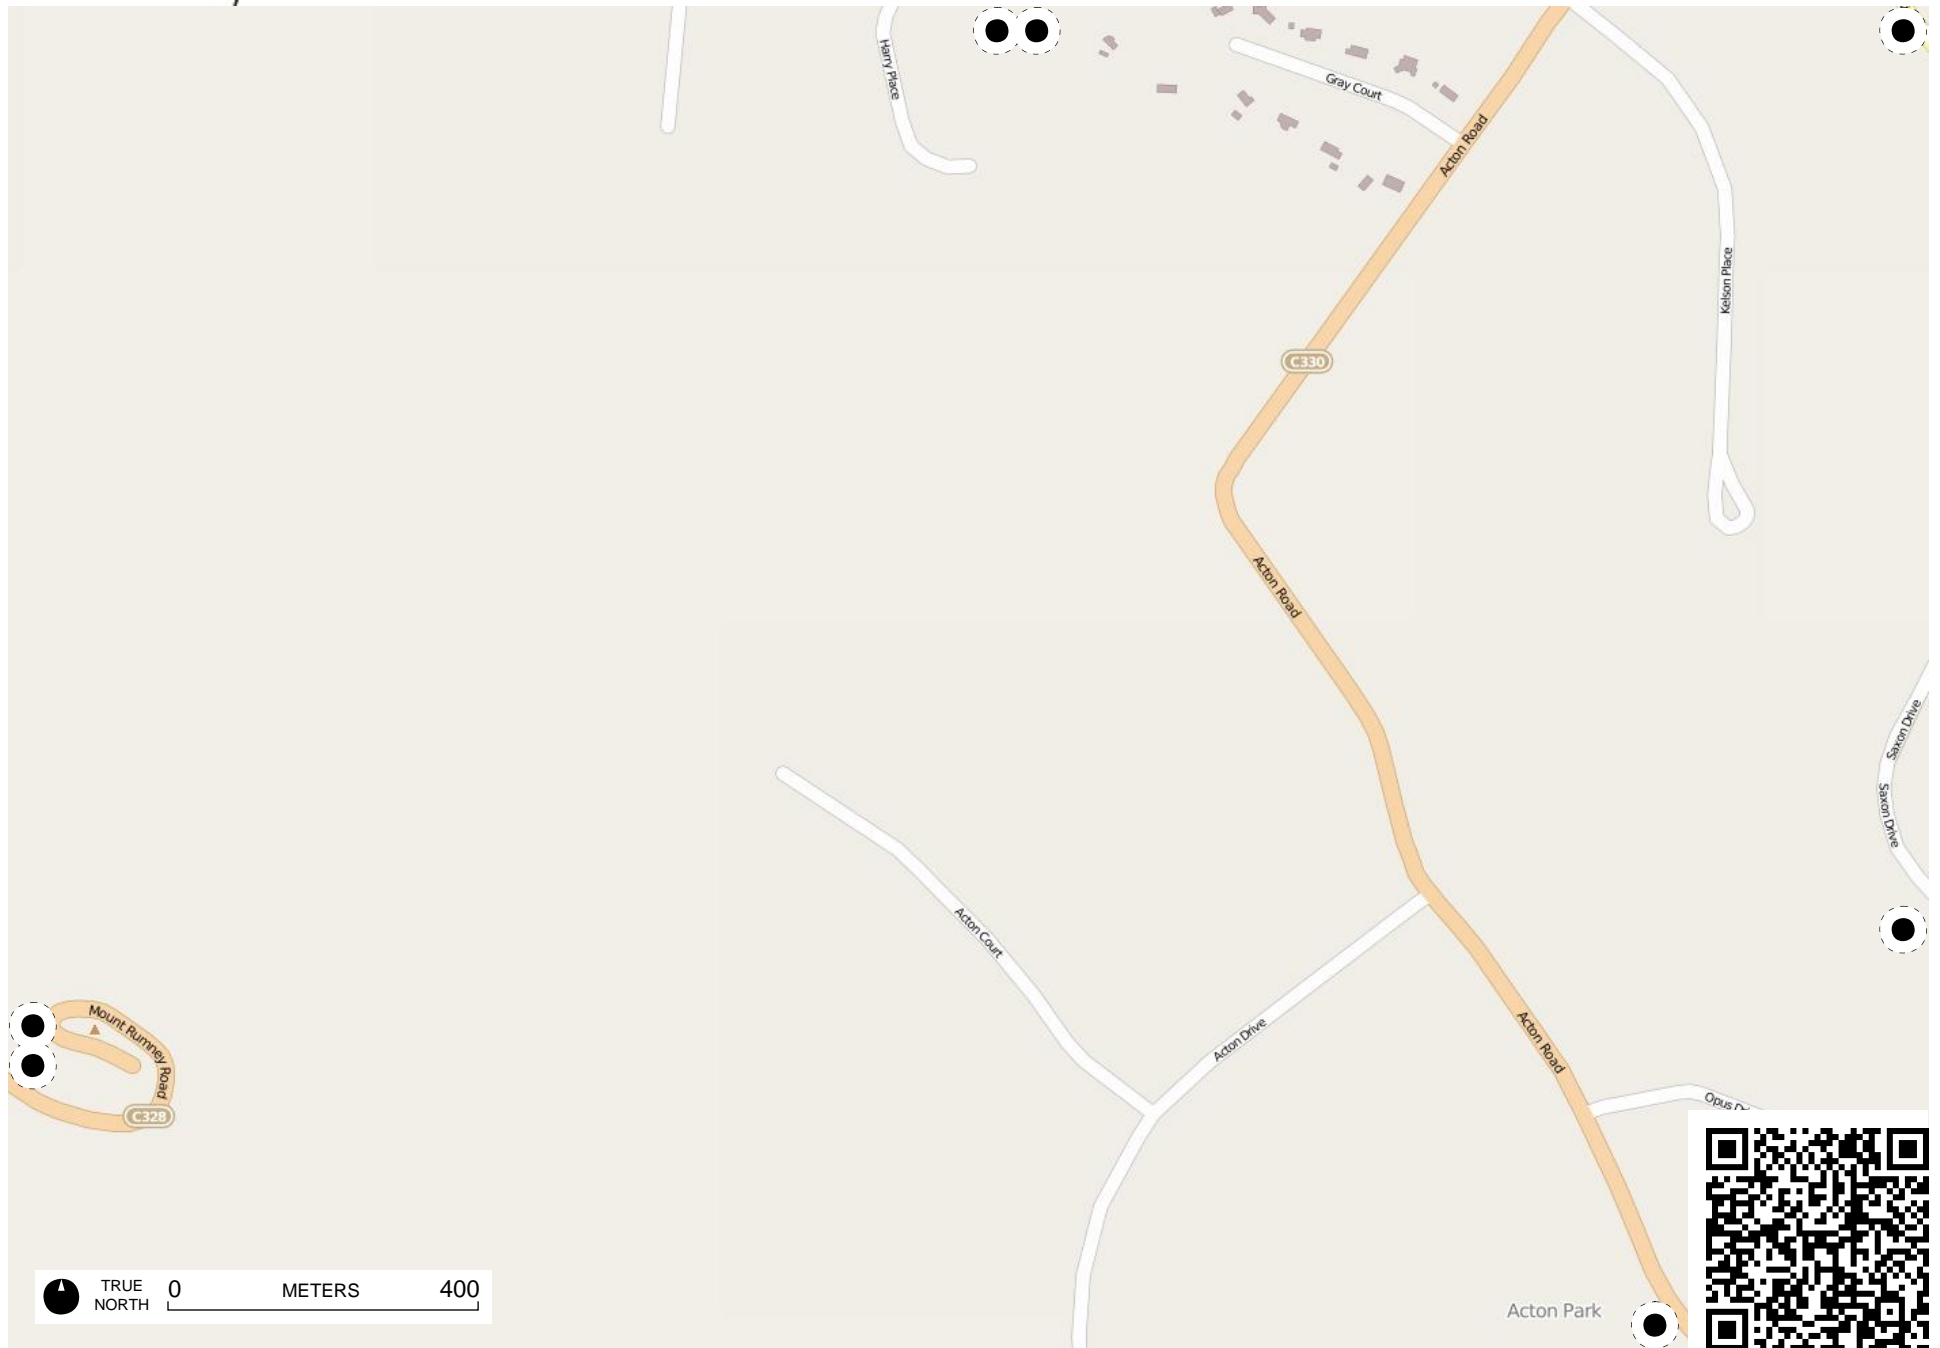 Harry Place
Gray Court
Acton Road
Kelson Place
C330
Acton Road
Saxon Drive
Saxon Drive
Acton Court
Mount Rumney Road
Acton Drive
Acton Road
C328
Opus
TRUE NORTH
0 METERS 400
Acton Park